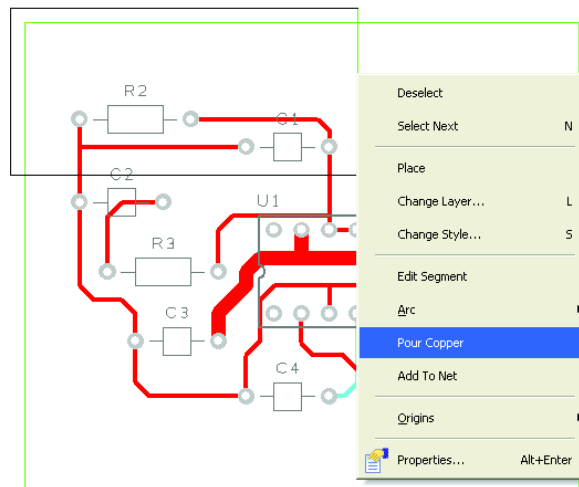 R2
C1
C2
U1
R3
C3
C4
Deselect
Select Next N
Place
Change Layer... L
Change Style... S
Edit Segment
Arc
Pour Copper
Add To Net
Origins
Properties... Alt+Enter